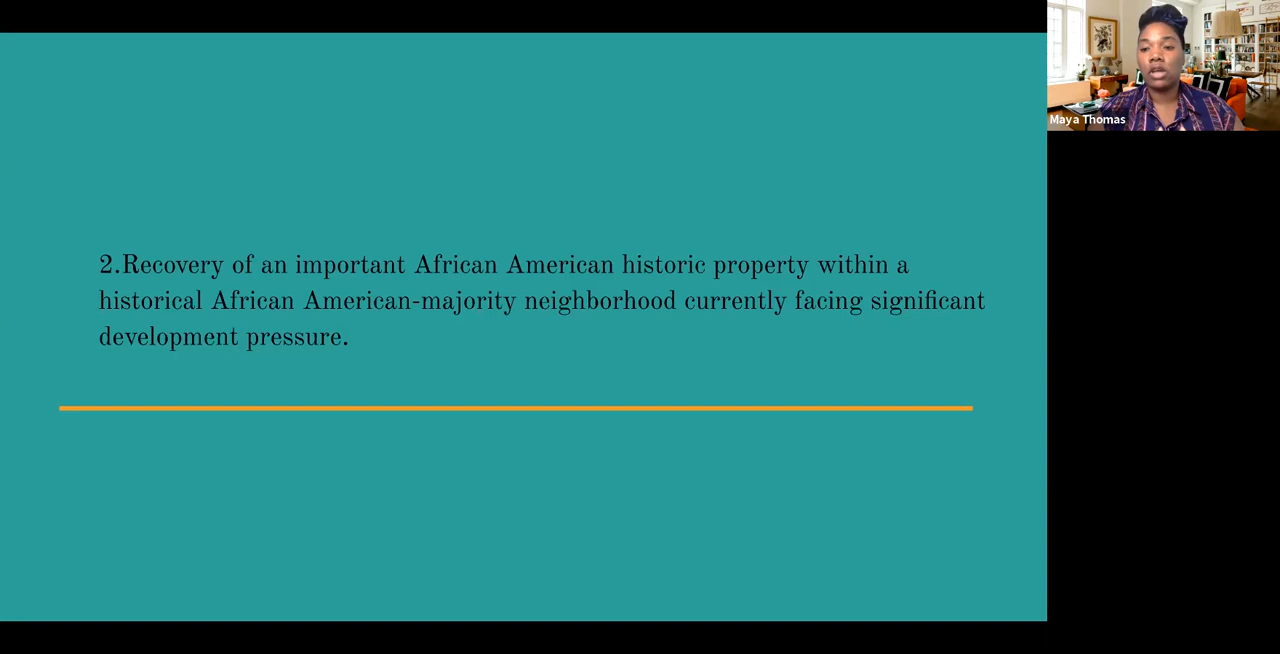 2.Recovery of an important African American historic property within a
historical African American-majority neighborhood currently facing significant
development pressure.
Maya Thomas